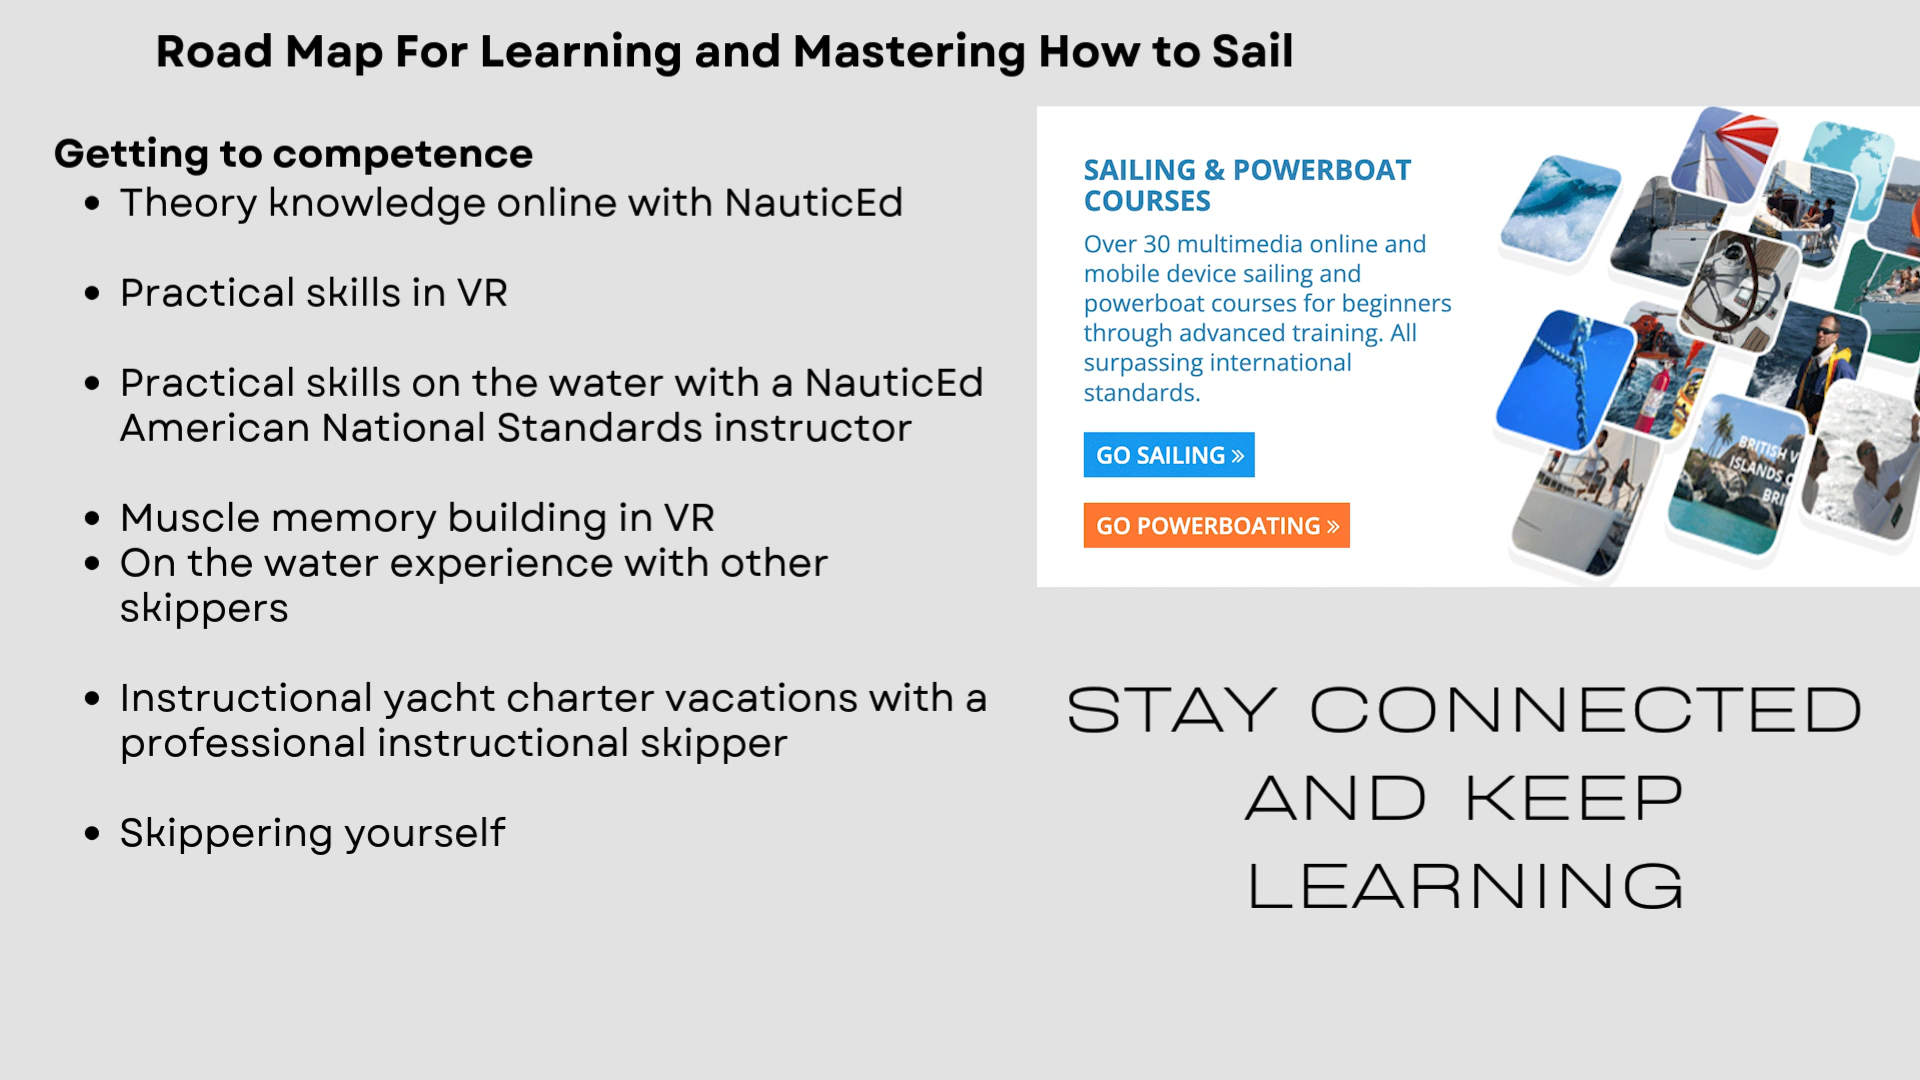 Road Map For Learning and Mastering How to Sail
Getting to competence
• Theory knowledge online with NauticEd
• Practical skills in VR
• Practical skills on the water with a NauticEd
American National Standards instructor
• Muscle memory building in VR
• On the water experience with other
skippers
• Instructional yacht charter vacations with a
professional instructional skipper
• Skippering yourself
SAILING & POWERBOAT
COURSES
Over 30 multimedia online and
mobile device sailing and
powerboat courses for beginners
through advanced training. All
surpassing international
standards.
GO SAILING »
GO POWERBOATING »
BRITISH V
ISLANDS
BRI
STAY CONNECTED
AND KEEP
LEARNING